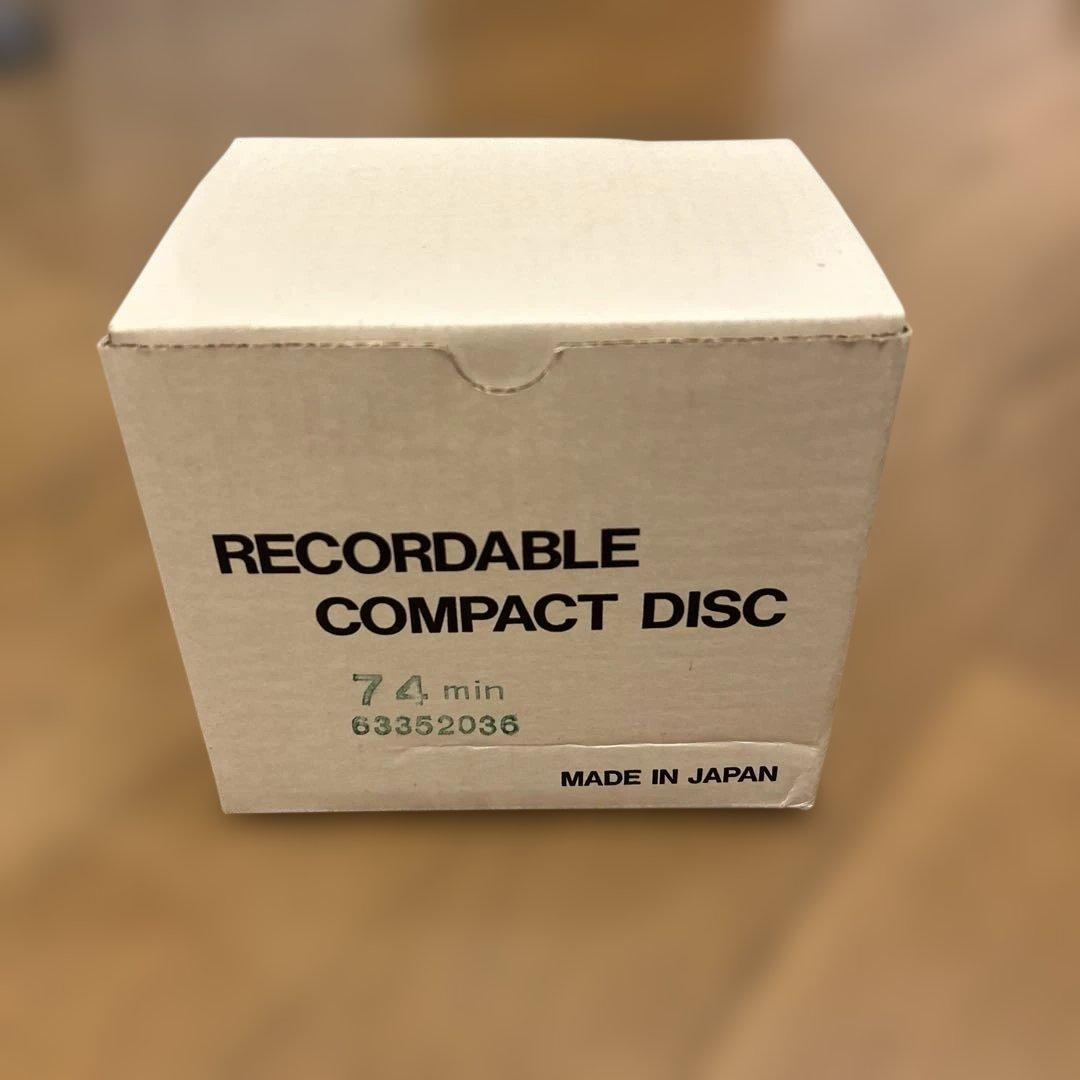 RECORDABLE
COMPACT DISC
74 min
63352036
MADE IN JAPAN